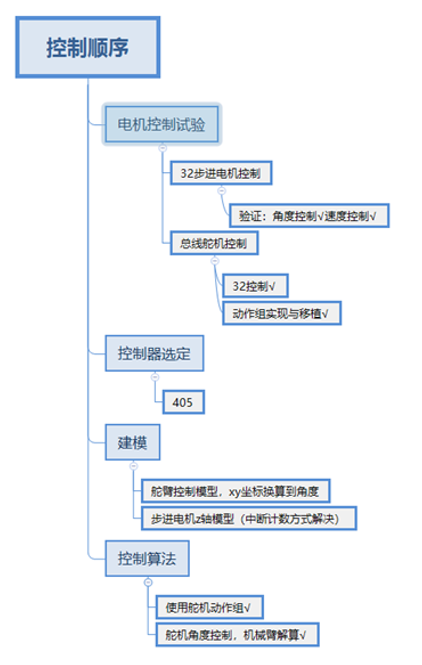 控制顺序
电机控制试验
32步进电机控制
验证：角度控制√速度控制√
总线舵机控制
32控制√
动作组实现与移植√
控制器选定
405
建模
舵臂控制模型，xy坐标换算到角度
步进电机z轴模型（中断计数方式解决）
控制算法
使用舵机动作组√
舵机角度控制，机械臂解算√